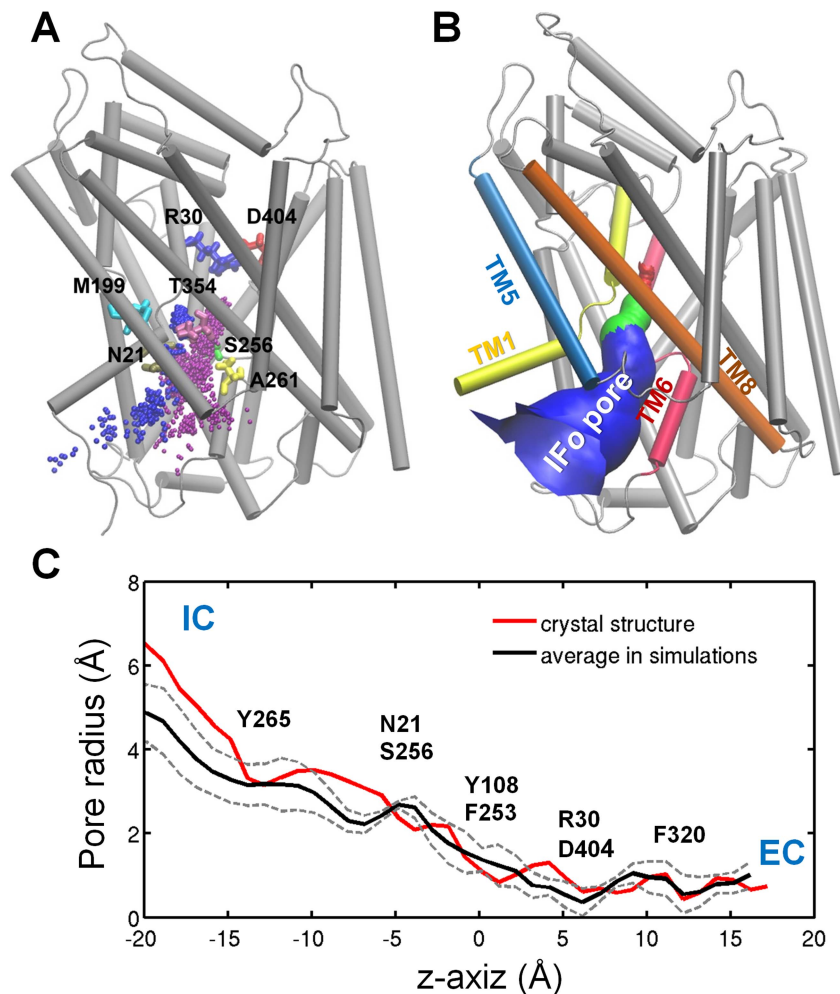 A
R30 D404
M199 T354
N21 S256
A261
B
TM5
TM1
IFo pore
TM6
TM8
C
8
6
4
2
0
Pore radius (Å)
IC
crystal structure
average in simulations
Y265
N21
S256
Y108
F253
R30
D404
F320
EC
-20 -15 -10 -5 0 5 10 15 20
z-axiz (Å)